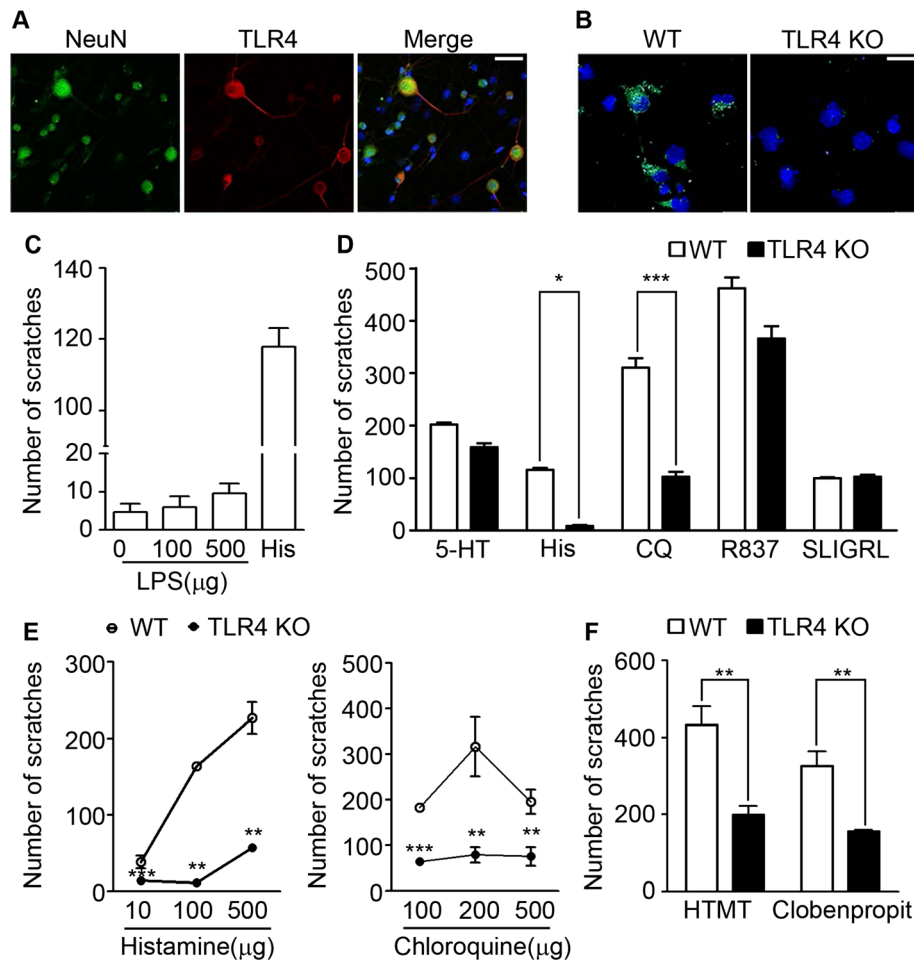 A
NeuN
TLR4
Merge
B
WT
TLR4 KO
C
Number of scratches
140
120
100
20
10
0
0 100 500 His
LPS(μg)
D
WT TLR4 KO
Number of scratches
500
400
300
200
100
0
*
***
5-HT His CQ R837 SLIGRL
E
WT TLR4 KO
Number of scratches
300
200
100
0
*** ** **
10 100 500
Histamine(μg)
Number of scratches
500
400
300
200
100
0
*** ** **
100 200 500
Chloroquine(μg)
F
WT TLR4 KO
Number of scratches
600
400
200
0
** **
HTMT Clobenpropit